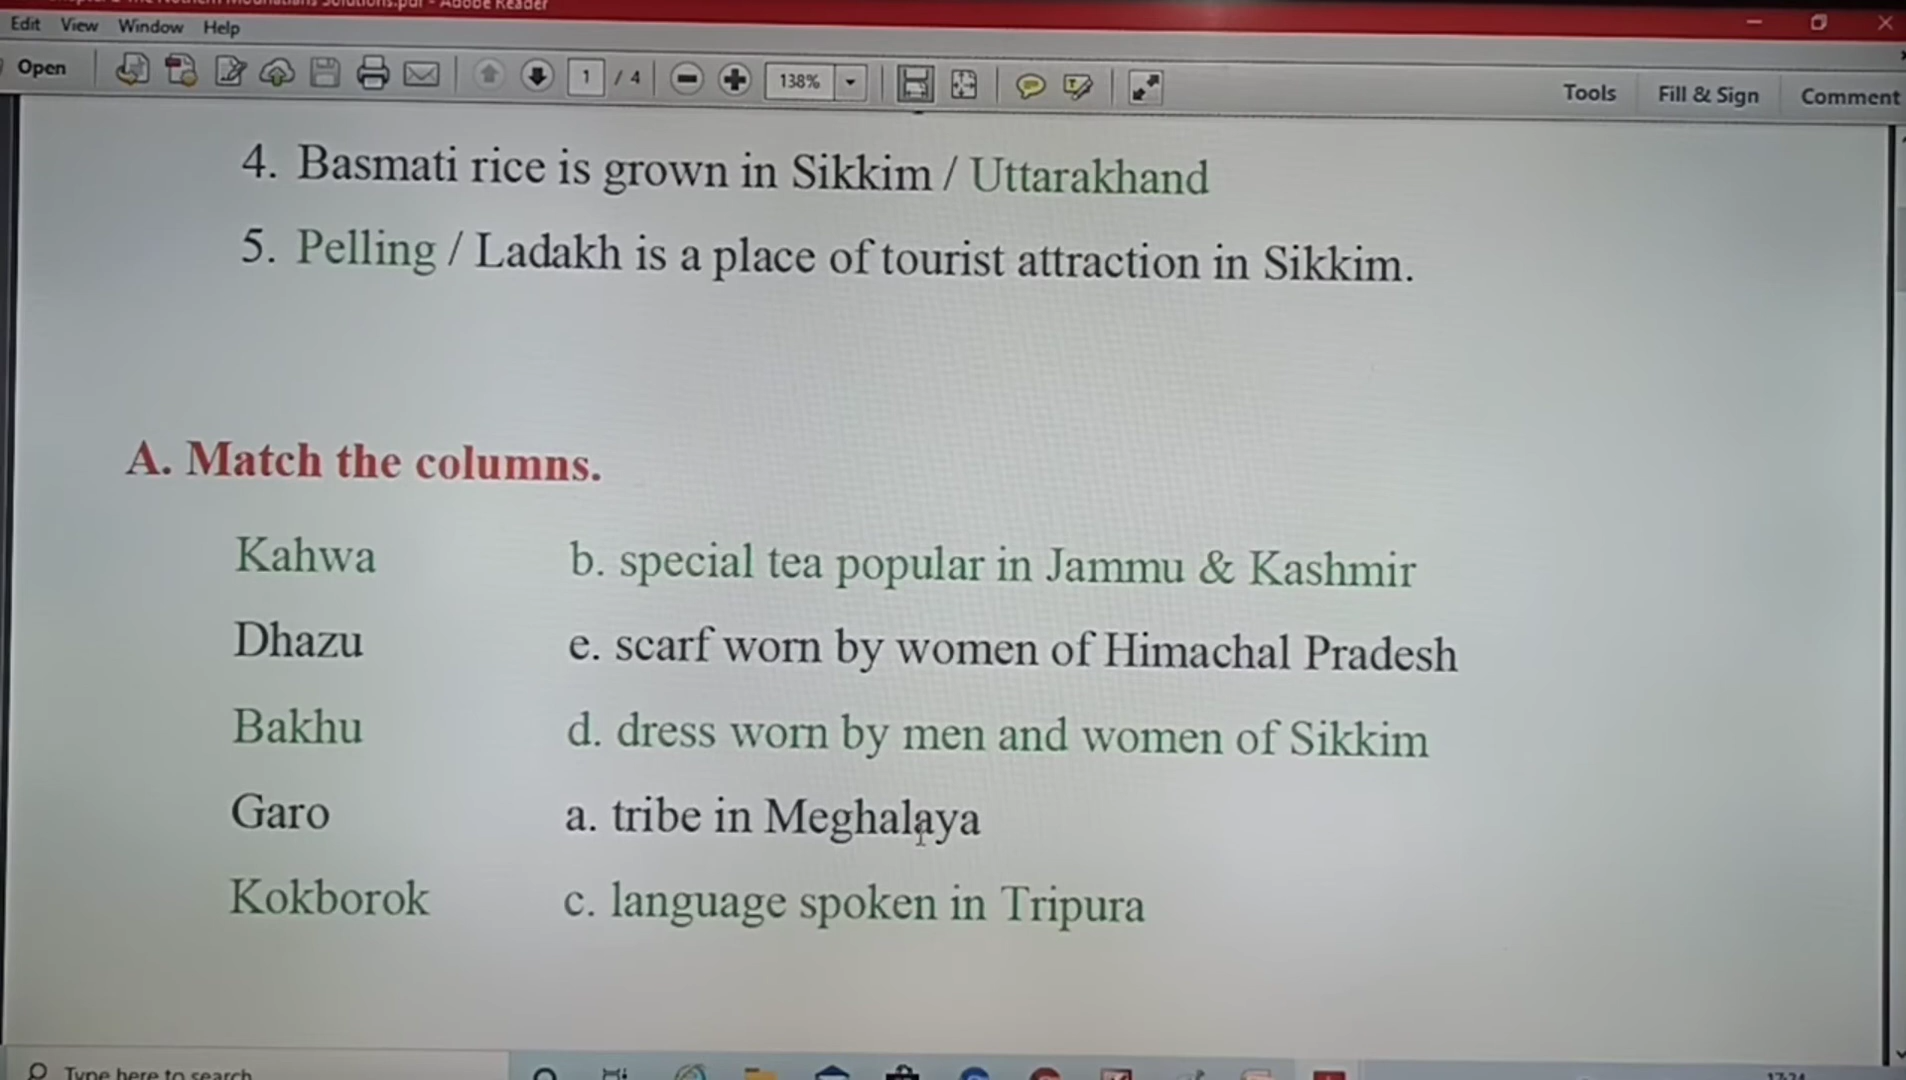 Edit View Window Help
Open 1 / 4 138% Tools Fill & Sign Comment
4. Basmati rice is grown in Sikkim / Uttarakhand
5. Pelling / Ladakh is a place of tourist attraction in Sikkim.
A. Match the columns.
Kahwa b. special tea popular in Jammu & Kashmir
Dhazu e. scarf worn by women of Himachal Pradesh
Bakhu d. dress worn by men and women of Sikkim
Garo a. tribe in Meghalaya
Kokborok c. language spoken in Tripura
Type here to search